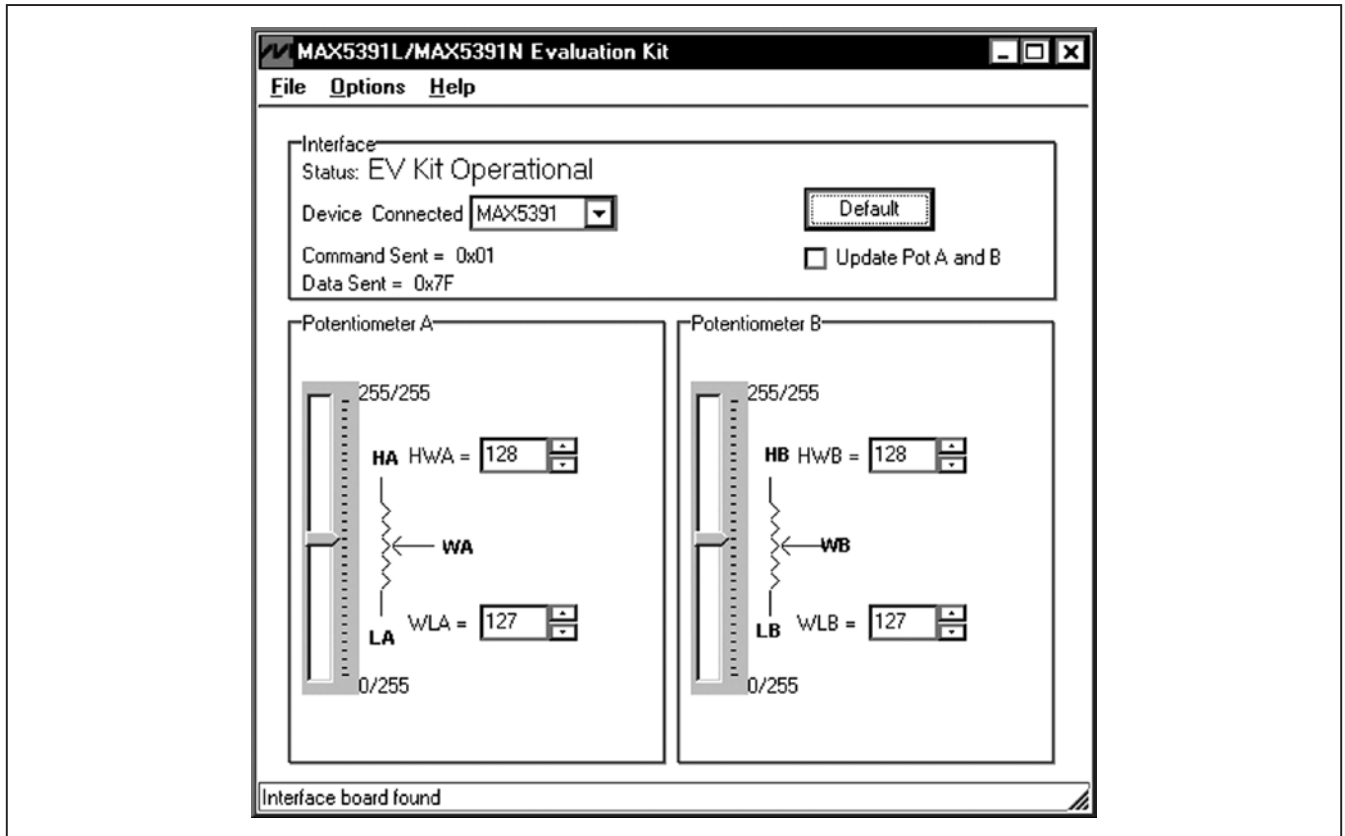 MAX5391L/MAX5391N Evaluation Kit
File Options Help
Interface
Status: EV Kit Operational
Device Connected MAX5391
Default
Command Sent = 0x01
Update Pot A and B
Data Sent = 0x7F
Potentiometer A
255/255
HA HWA = 128
WA
WLA = 127
LA
0/255
Potentiometer B
255/255
HB HWB = 128
WB
WLB = 127
LB
0/255
Interface board found